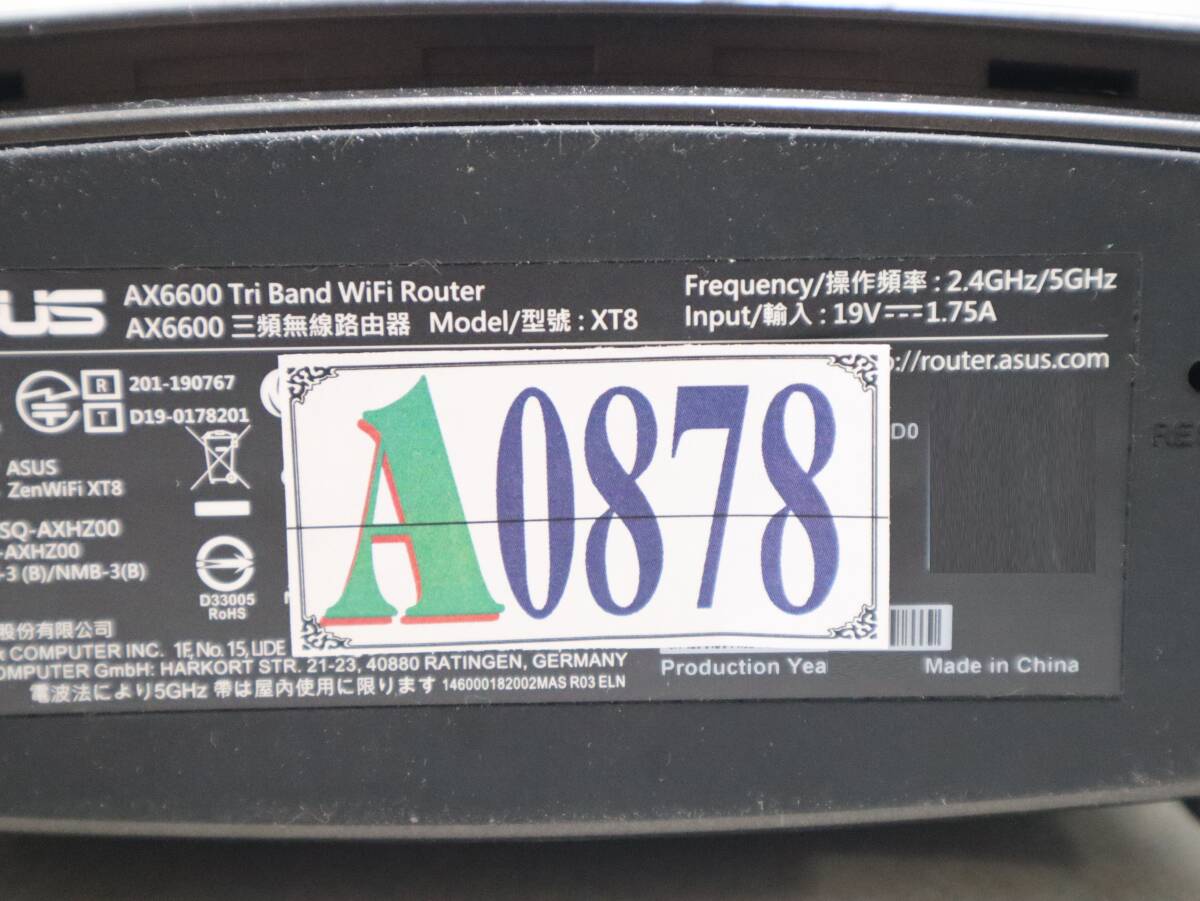 US AX6600 Tri Band WiFi Router
AX6600 三頻無線路由器 Model/型號 : XT8
Frequency/操作頻率 : 2.4GHz/5GHz
Input/輸入 : 19V⎓1.75A
://router.asus.com
R 201-190767
T D19-0178201
ASUS
ZenWiFi XT8
SQ-AXHZ00
-AXHZ00
-3 (B)/NMB-3(B)
D33005
RoHS
A0878
D0
RE
股份有限公司
COMPUTER INC. 1F, No. 15, LIDE
OMPUTER GmbH: HARKORT STR. 21-23, 40880 RATINGEN, GERMANY
電波法により5GHz 帯は屋内使用に限ります 146000182002MAS R03 ELN
Production Yea
Made in China